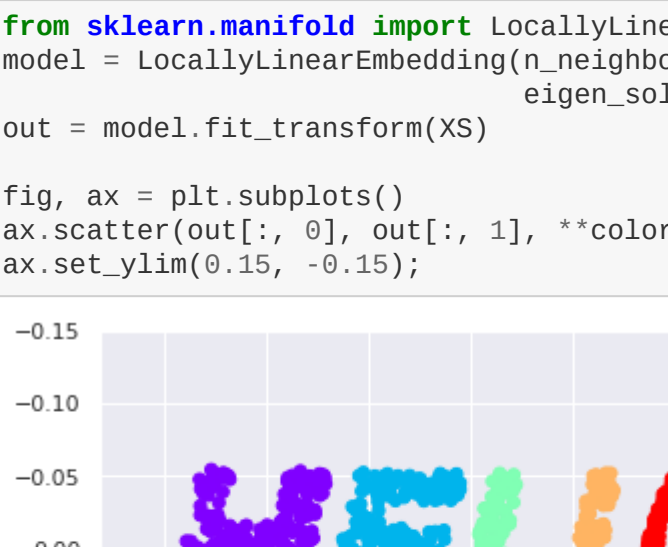 from sklearn.manifold import LocallyLine
model = LocallyLinearEmbedding(n_neighbo
eigen_sol
out = model.fit_transform(XS)
fig, ax = plt.subplots()
ax.scatter(out[:, 0], out[:, 1], **color
ax.set_ylim(0.15, -0.15);
−0.15
−0.10
−0.05